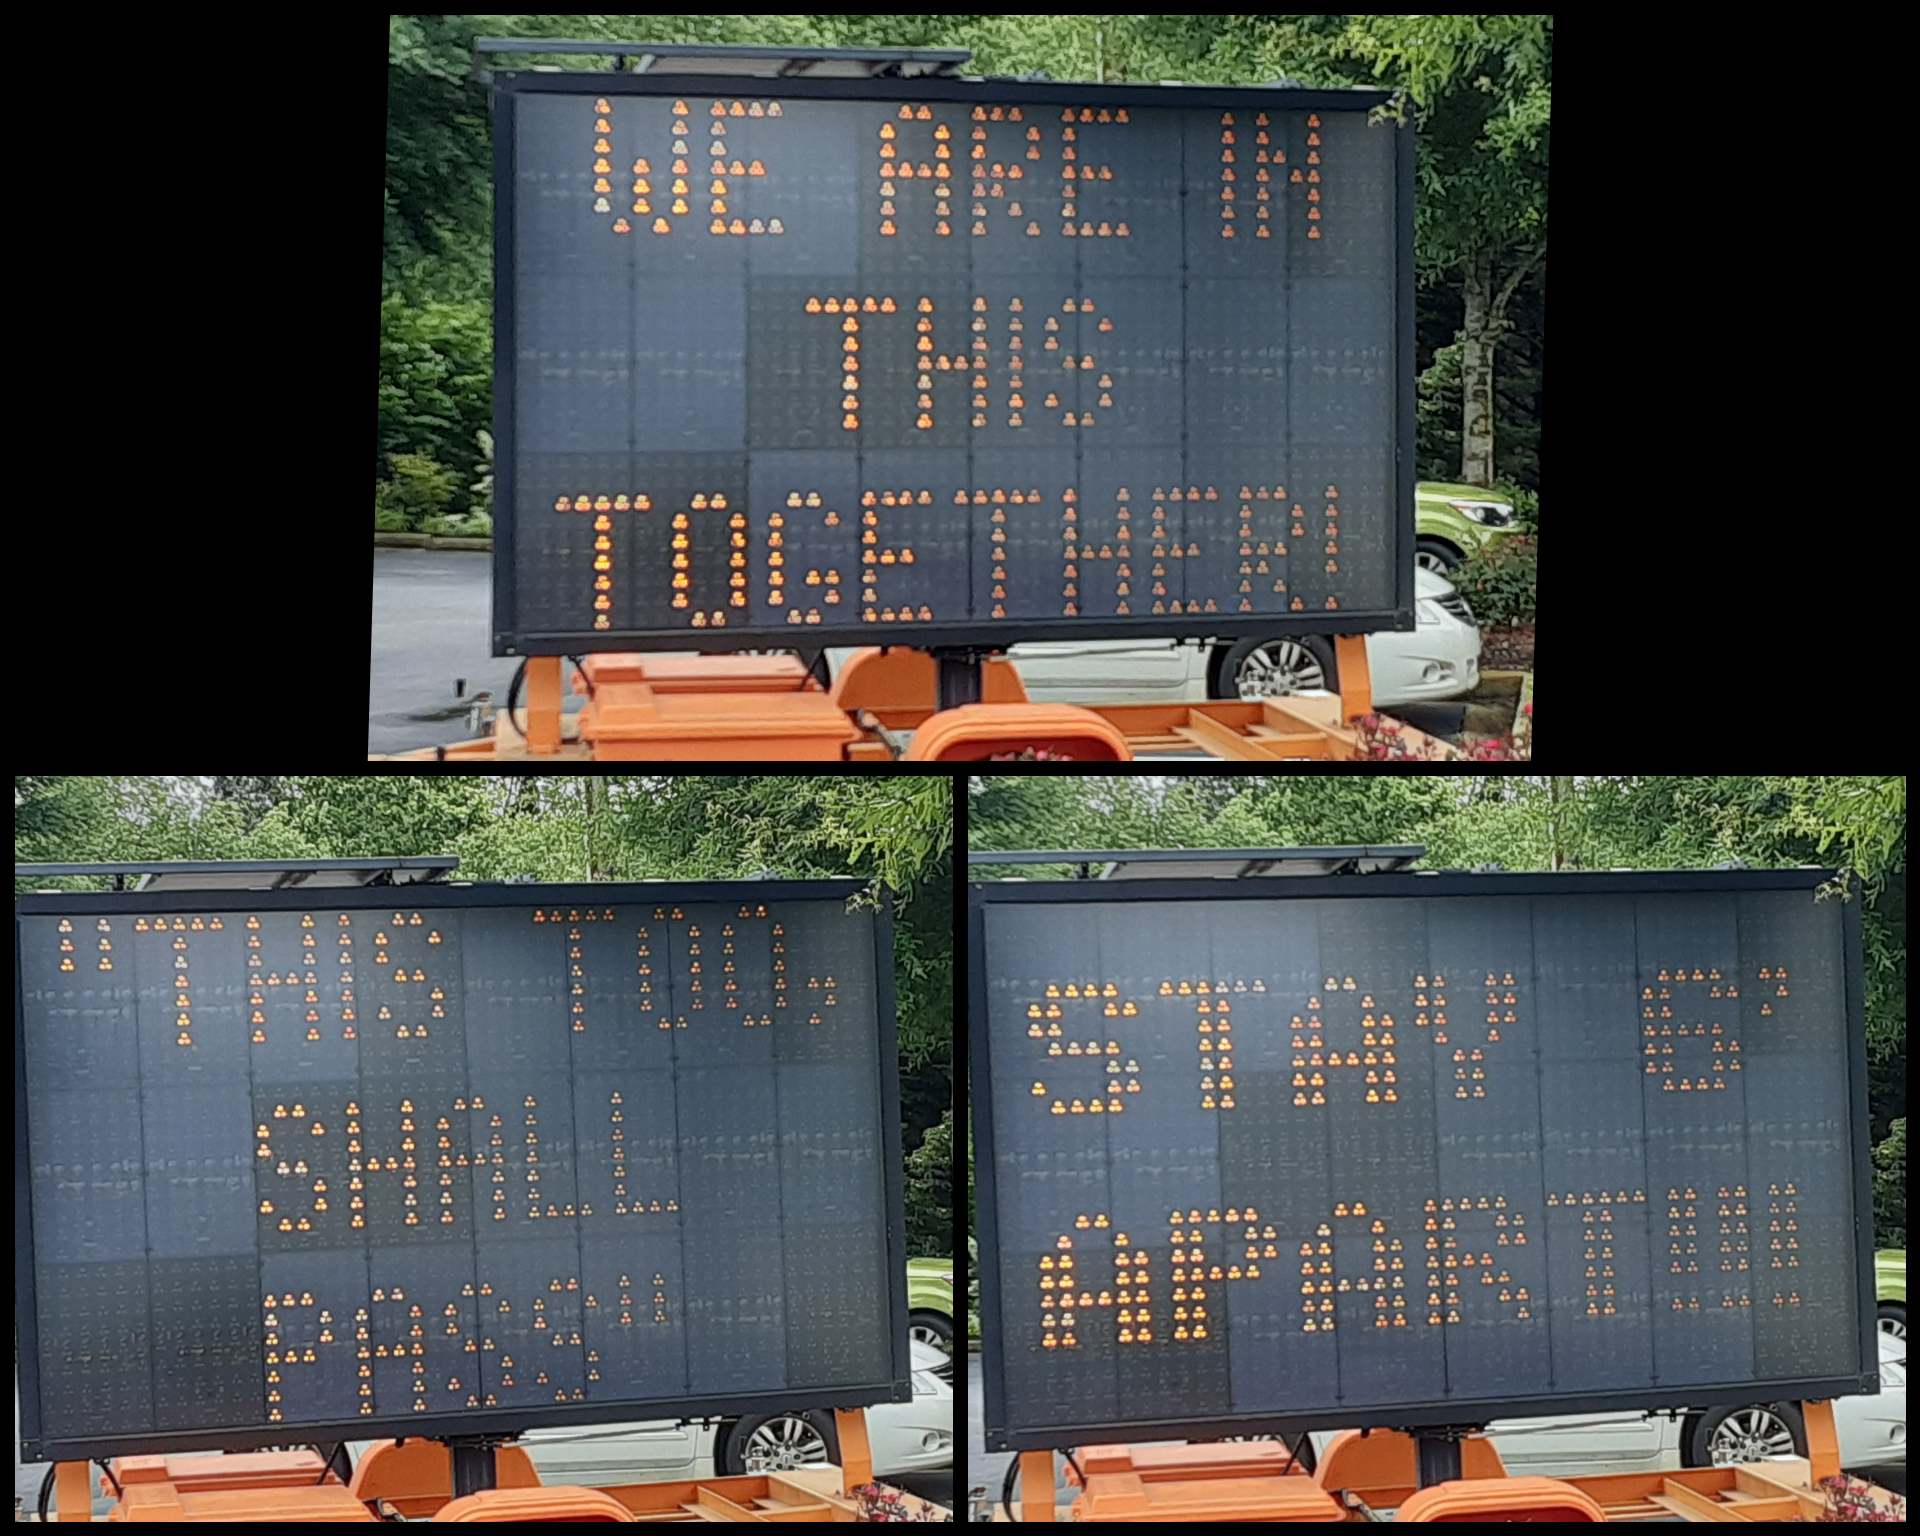 WE ARE IN
THIS
TOGETHER!
"THIS TOO,
SHALL
PASS"
STAY 6'
APART!!!